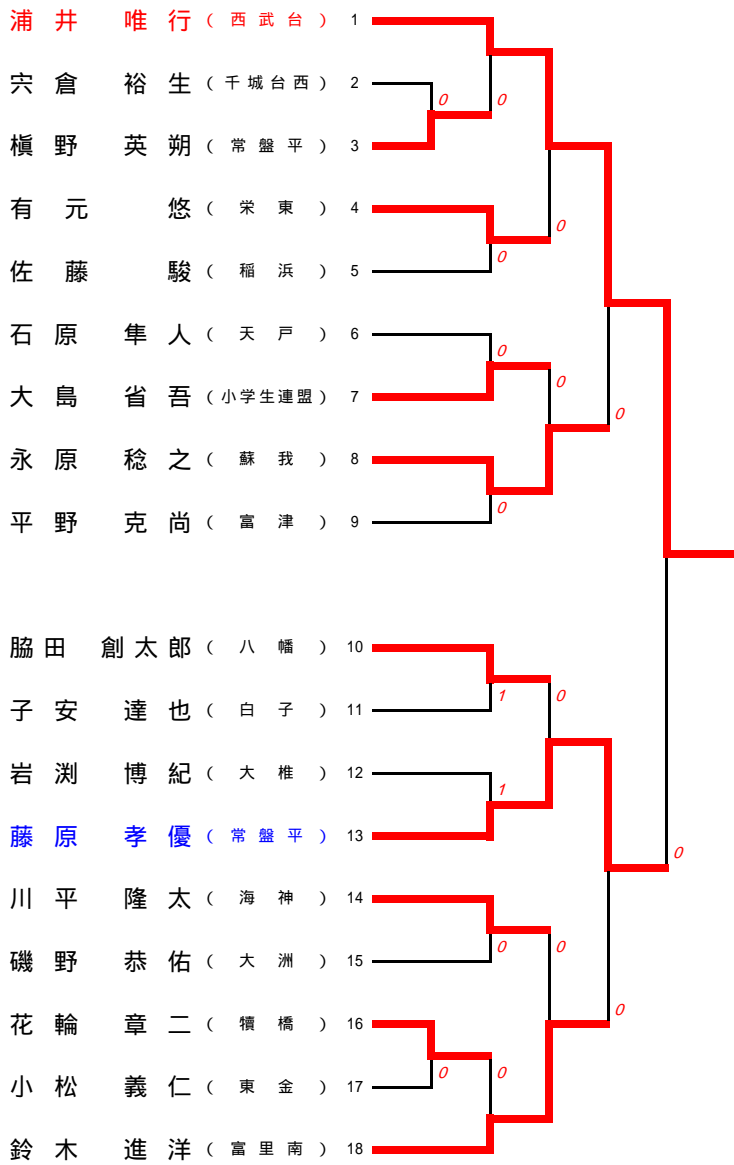 浦井 唯行 (西武台) 1
宍倉 裕生 (千城台西) 2
0 0
槇野 英朔 (常盤平) 3
有元 悠 (栄東) 4
0
0
佐藤 駿 (稲浜) 5
石原 隼人 (天戸) 6
0
0
大島 省吾 (小学生連盟) 7
0
永原 稔之 (蘇我) 8
0
平野 克尚 (富津) 9
脇田 創太郎 (八幡) 10
1 0
子安 達也 (白子) 11
岩渕 博紀 (大椎) 12
1
藤原 孝優 (常盤平) 13
0
川平 隆太 (海神) 14
0 0
磯野 恭佑 (大洲) 15
0
花輪 章二 (犢橋) 16
0 0
小松 義仁 (東金) 17
鈴木 進洋 (富里南) 18